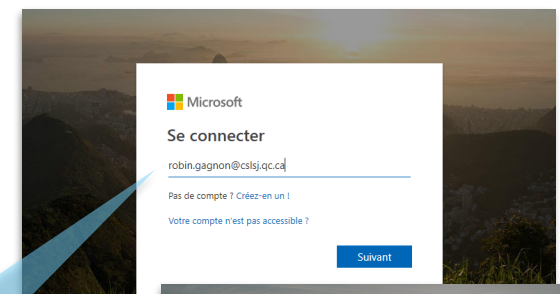 Microsoft
Se connecter
robin.gagnon@cslsj.qc.ca
Pas de compte ? Créez-en un !
Votre compte n'est pas accessible ?
Suivant